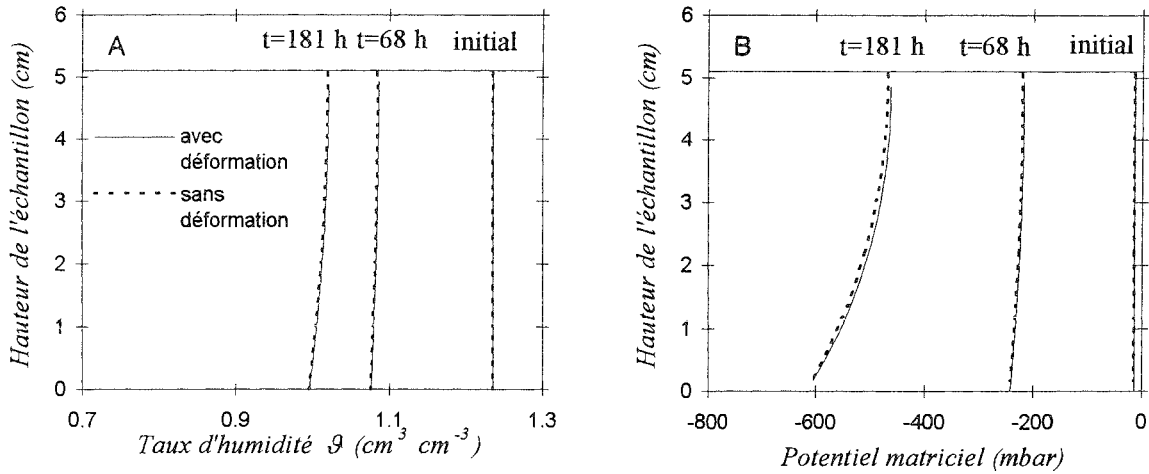 A
t=181 h t=68 h initial
avec
déformation
sans
déformation
Hauteur de l'échantillon (cm)
6
5
4
3
2
1
0
0.7 0.9 1.1 1.3
Taux d'humidité ϑ (cm³ cm⁻³)
B
t=181 h t=68 h initial
Hauteur de l'échantillon (cm)
6
5
4
3
2
1
0
-800 -600 -400 -200 0
Potentiel matriciel (mbar)